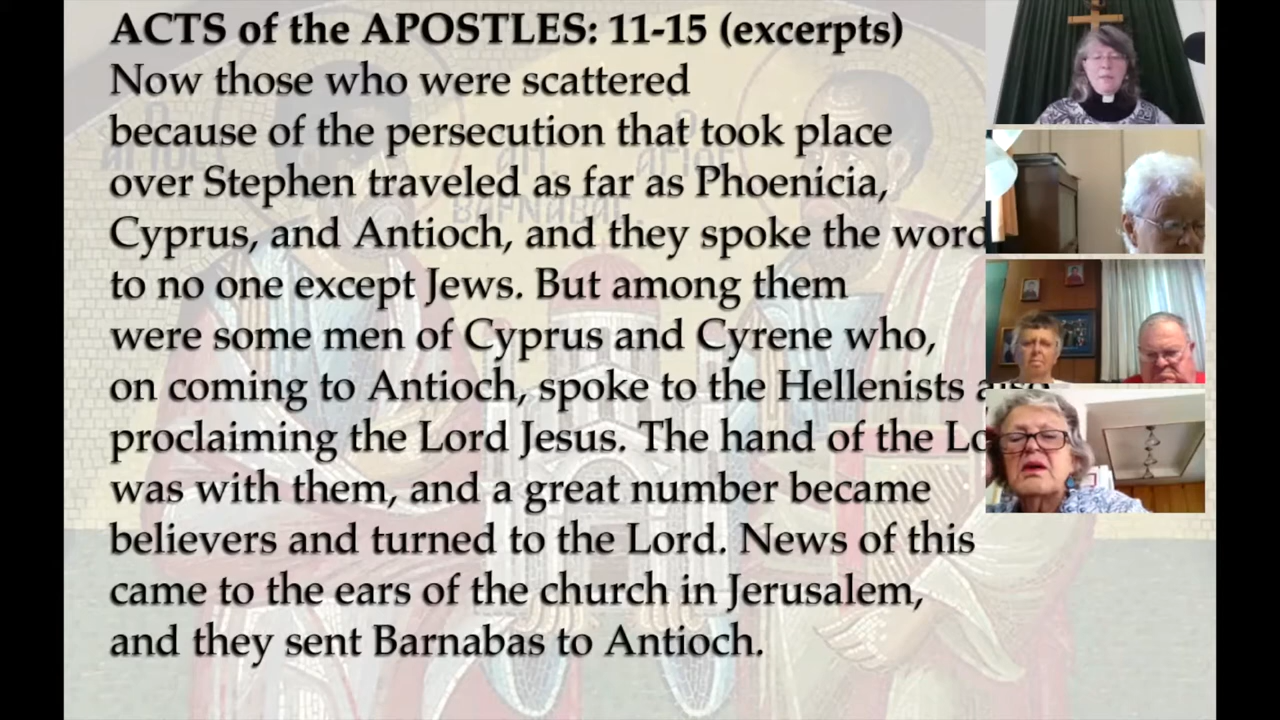 ACTS of the APOSTLES: 11-15 (excerpts)
Now those who were scattered
because of the persecution that took place
over Stephen traveled as far as Phoenicia,
Cyprus, and Antioch, and they spoke the word
to no one except Jews. But among them
were some men of Cyprus and Cyrene who,
on coming to Antioch, spoke to the Hellenists also
proclaiming the Lord Jesus. The hand of the
was with them, and a great number became
believers and turned to the Lord. News of this
came to the ears of the church in Jerusalem,
and they sent Barnabas to Antioch.